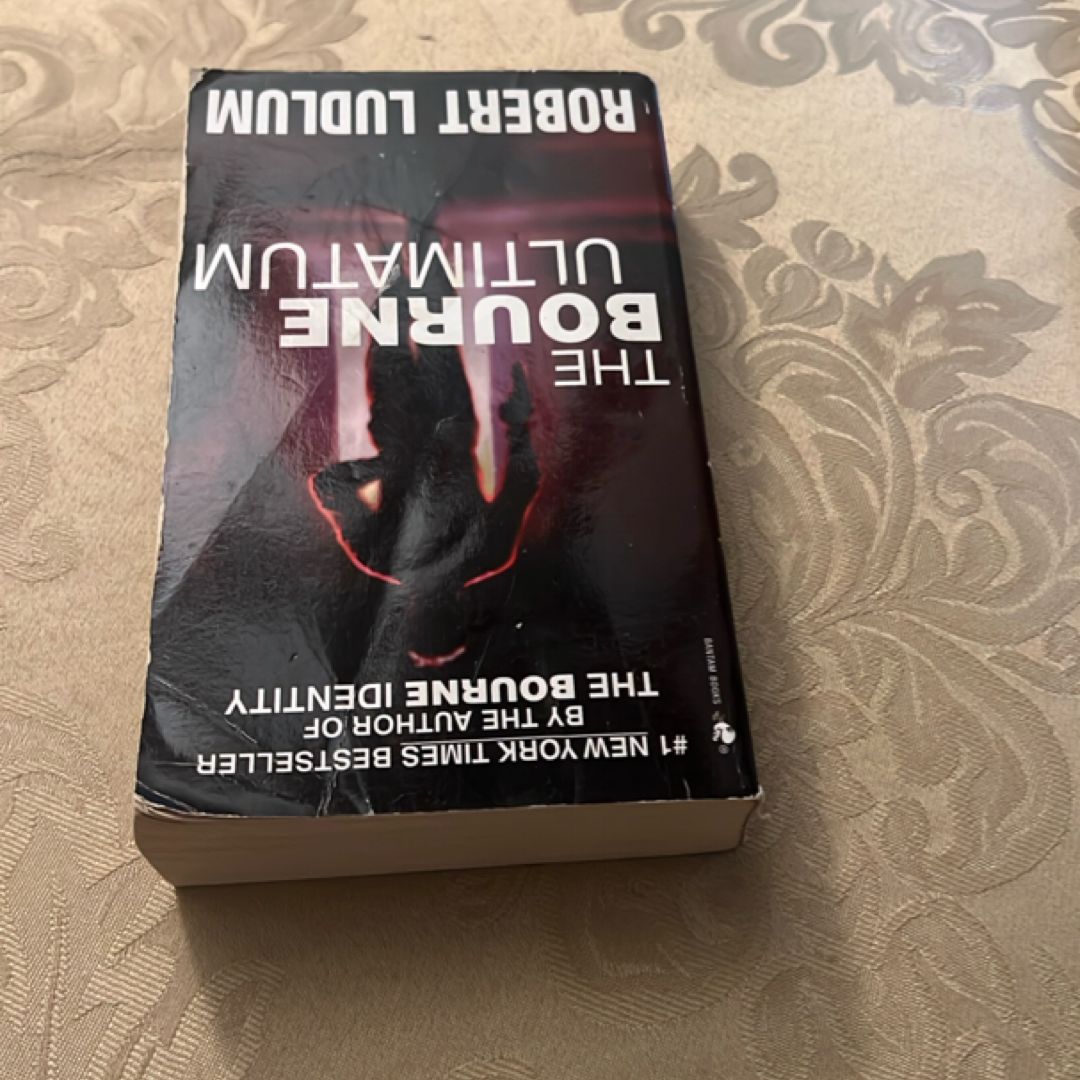 #1 NEW YORK TIMES BESTSELLER
BY THE AUTHOR OF
THE BOURNE IDENTITY
THE
BOURNE
ULTIMATUM
ROBERT LUDLUM
BANTAM BOOKS
®